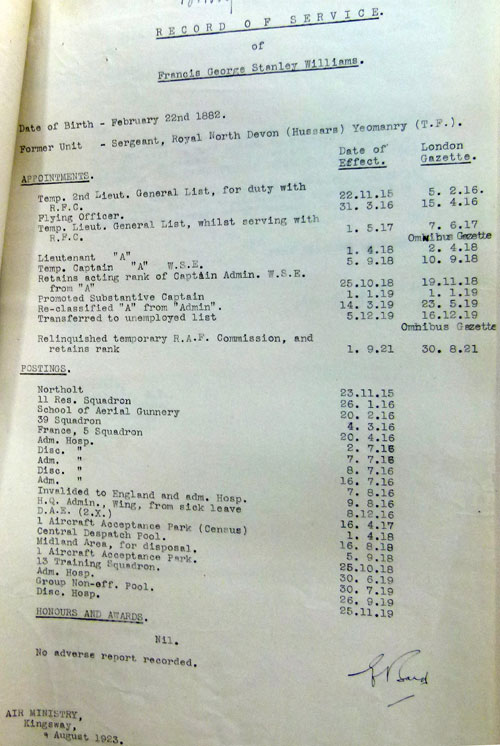 RECORD OF SERVICE.
of
Francis George Stanley Williams.
Date of Birth - February 22nd 1882.
Former Unit - Sergeant, Royal North Devon (Hussars) Yeomanry (T.F.).
Date of Effect. London Gazette.
APPOINTMENTS.
Temp. 2nd Lieut. General List, for duty with
R.F.C. 22.11.15 5. 2.16.
Flying Officer. 31. 3.16 15. 4.16
Temp. Lieut. General List, whilst serving with
R.F.C. 1. 5.17 7. 6.17
Omnibus Gazette
Lieutenant "A" 1. 4.18 2. 4.18
Temp. Captain "A" W.S.E. 5. 9.18 10. 9.18
Retains acting rank of Captain Admin. W.S.E.
from "A" 25.10.18 19.11.18
Promoted Substantive Captain 1. 1.19 1. 1.19
Re-classified "A" from "Admin". 14. 3.19 23. 5.19
Transferred to unemployed list 5.12.19 16.12.19
Omnibus Gazette
Relinquished temporary R.A.F. Commission, and
retains rank 1. 9.21 30. 8.21
POSTINGS.
Northolt 23.11.15
11 Res. Squadron 26. 1.16
School of Aerial Gunnery 20. 2.16
39 Squadron 4. 3.16
France, 5 Squadron 20. 4.16
Adm. Hosp. 2. 7.16
Disc. " 7. 7.16
Adm. " 8. 7.16
Disc. " 16. 7.16
Adm. " 7. 8.16
Invalided to England and adm. Hosp. 9. 8.16
H.Q. Admin., Wing, from sick leave 8.12.16
D.A.E. (2.X.) 16. 4.17
1 Aircraft Acceptance Park (Census) 1. 4.18
Central Despatch Pool. 16. 8.18
Midland Area, for disposal. 5. 9.18
1 Aircraft Acceptance Park. 25.10.18
13 Training Squadron. 30. 6.19
Adm. Hosp. 30. 7.19
Group Non-eff. Pool. 26. 9.19
Disc. Hosp. 25.11.19
HONOURS AND AWARDS.
Nil.
No adverse report recorded.
AIR MINISTRY,
Kingsway,
August 1923.